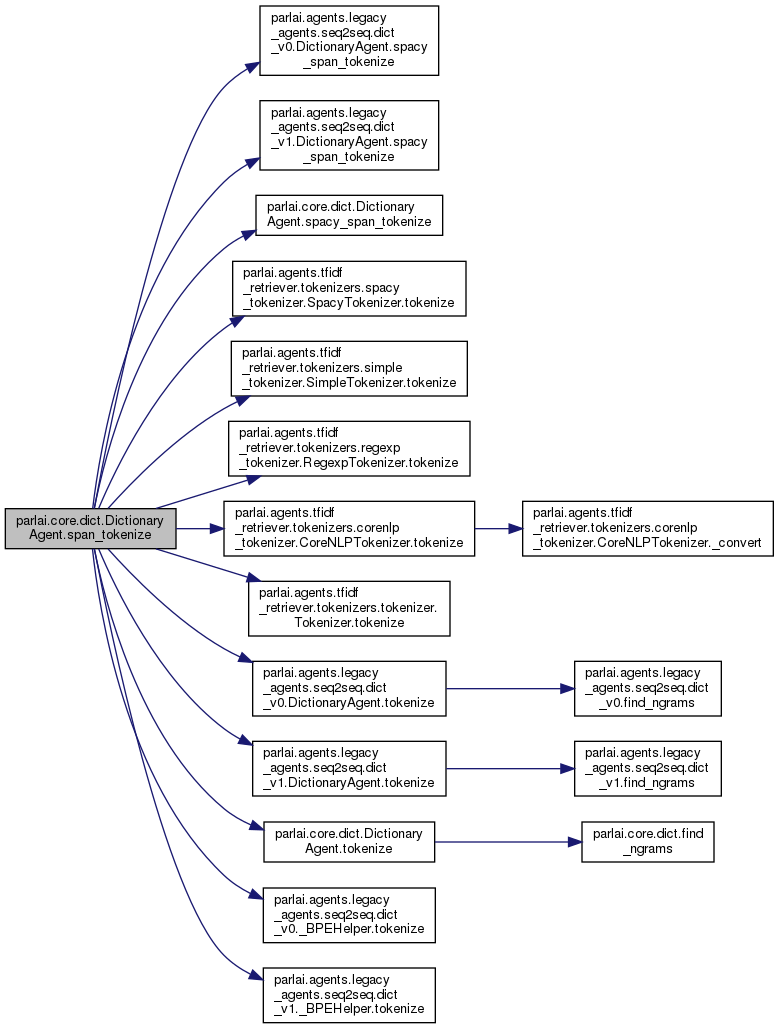 parlai.agents.legacy
_agents.seq2seq.dict
_v0.DictionaryAgent.spacy
_span_tokenize
parlai.agents.legacy
_agents.seq2seq.dict
_v1.DictionaryAgent.spacy
_span_tokenize
parlai.core.dict.Dictionary
Agent.spacy_span_tokenize
parlai.agents.tfidf
_retriever.tokenizers.spacy
_tokenizer.SpacyTokenizer.tokenize
parlai.agents.tfidf
_retriever.tokenizers.simple
_tokenizer.SimpleTokenizer.tokenize
parlai.agents.tfidf
_retriever.tokenizers.regexp
_tokenizer.RegexpTokenizer.tokenize
parlai.core.dict.Dictionary
Agent.span_tokenize
parlai.agents.tfidf
_retriever.tokenizers.corenlp
_tokenizer.CoreNLPTokenizer.tokenize
parlai.agents.tfidf
_retriever.tokenizers.corenlp
_tokenizer.CoreNLPTokenizer._convert
parlai.agents.tfidf
_retriever.tokenizers.tokenizer.
Tokenizer.tokenize
parlai.agents.legacy
_agents.seq2seq.dict
_v0.DictionaryAgent.tokenize
parlai.agents.legacy
_agents.seq2seq.dict
_v0.find_ngrams
parlai.agents.legacy
_agents.seq2seq.dict
_v1.DictionaryAgent.tokenize
parlai.agents.legacy
_agents.seq2seq.dict
_v1.find_ngrams
parlai.core.dict.Dictionary
Agent.tokenize
parlai.core.dict.find
_ngrams
parlai.agents.legacy
_agents.seq2seq.dict
_v0._BPEHelper.tokenize
parlai.agents.legacy
_agents.seq2seq.dict
_v1._BPEHelper.tokenize